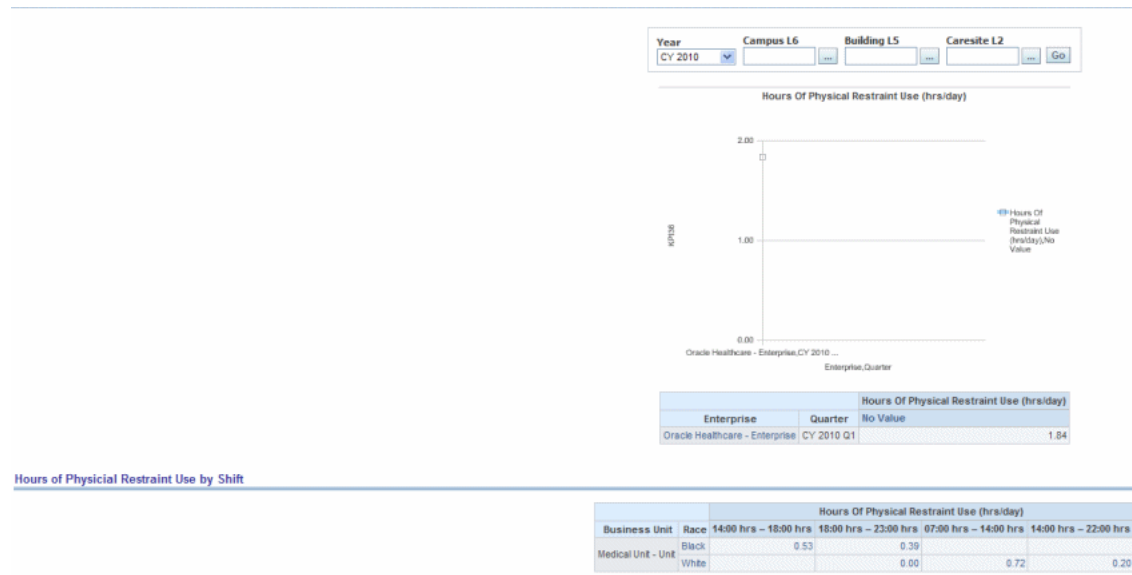 Year Campus L6 Building L5 Caresite L2
CY 2010 ... ... ... Go
Hours Of Physical Restraint Use (hrs/day)
2.00
1.00
0.00
KPI36
Hours Of
Physical
Restraint Use
(hrs/day),No
Value
Oracle Healthcare - Enterprise,CY 2010 ...
Enterprise,Quarter
Hours Of Physical Restraint Use (hrs/day)
Enterprise Quarter No Value
Oracle Healthcare - Enterprise CY 2010 Q1 1.84
Hours of Physicial Restraint Use by Shift
Hours Of Physical Restraint Use (hrs/day)
Business Unit Race 14:00 hrs – 18:00 hrs 18:00 hrs – 23:00 hrs 07:00 hrs – 14:00 hrs 14:00 hrs – 22:00 hrs
Medical Unit - Unit Black 0.53 0.39
White 0.00 0.72 0.20